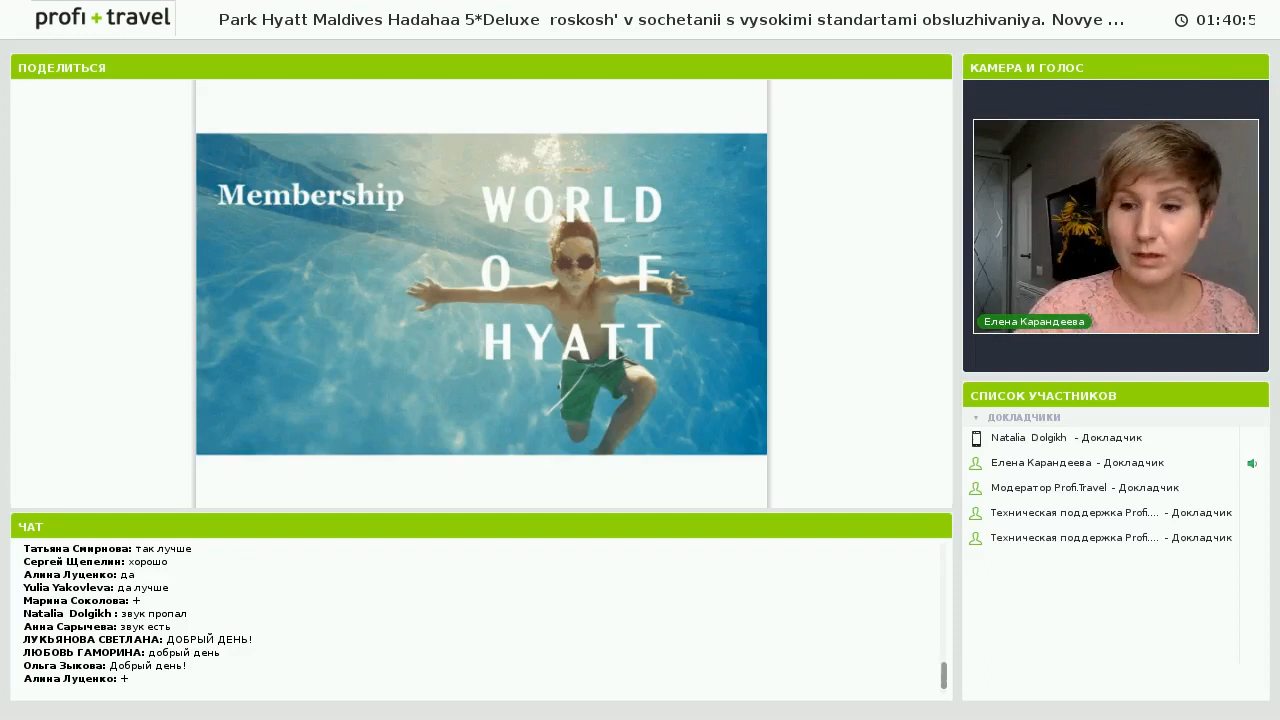 profi + travel
Park Hyatt Maldives Hadahaa 5*Deluxe roskosh' v sochetanii s vysokimi standartami obsluzhivaniya. Novye ...
01:40:5
ПОДЕЛИТЬСЯ
Membership
WORLD
OF
HYATT
КАМЕРА И ГОЛОС
Елена Карандеева
СПИСОК УЧАСТНИКОВ
ДОКЛАДЧИКИ
Natalia Dolgikh - Докладчик
Елена Карандеева - Докладчик
Модератор Profi.Travel - Докладчик
Техническая поддержка Profi.... - Докладчик
Техническая поддержка Profi.... - Докладчик
ЧАТ
Татьяна Смирнова: так лучше
Сергей Щепелин: хорошо
Алина Луценко: да
Yulia Yakovleva: да лучше
Марина Соколова: +
Natalia Dolgikh : звук пропал
Анна Сарычева: звук есть
ЛУКЬЯНОВА СВЕТЛАНА: ДОБРЫЙ ДЕНЬ!
ЛЮБОВЬ ГАМОРИНА: добрый день
Ольга Зыкова: Добрый день!
Алина Луценко: +